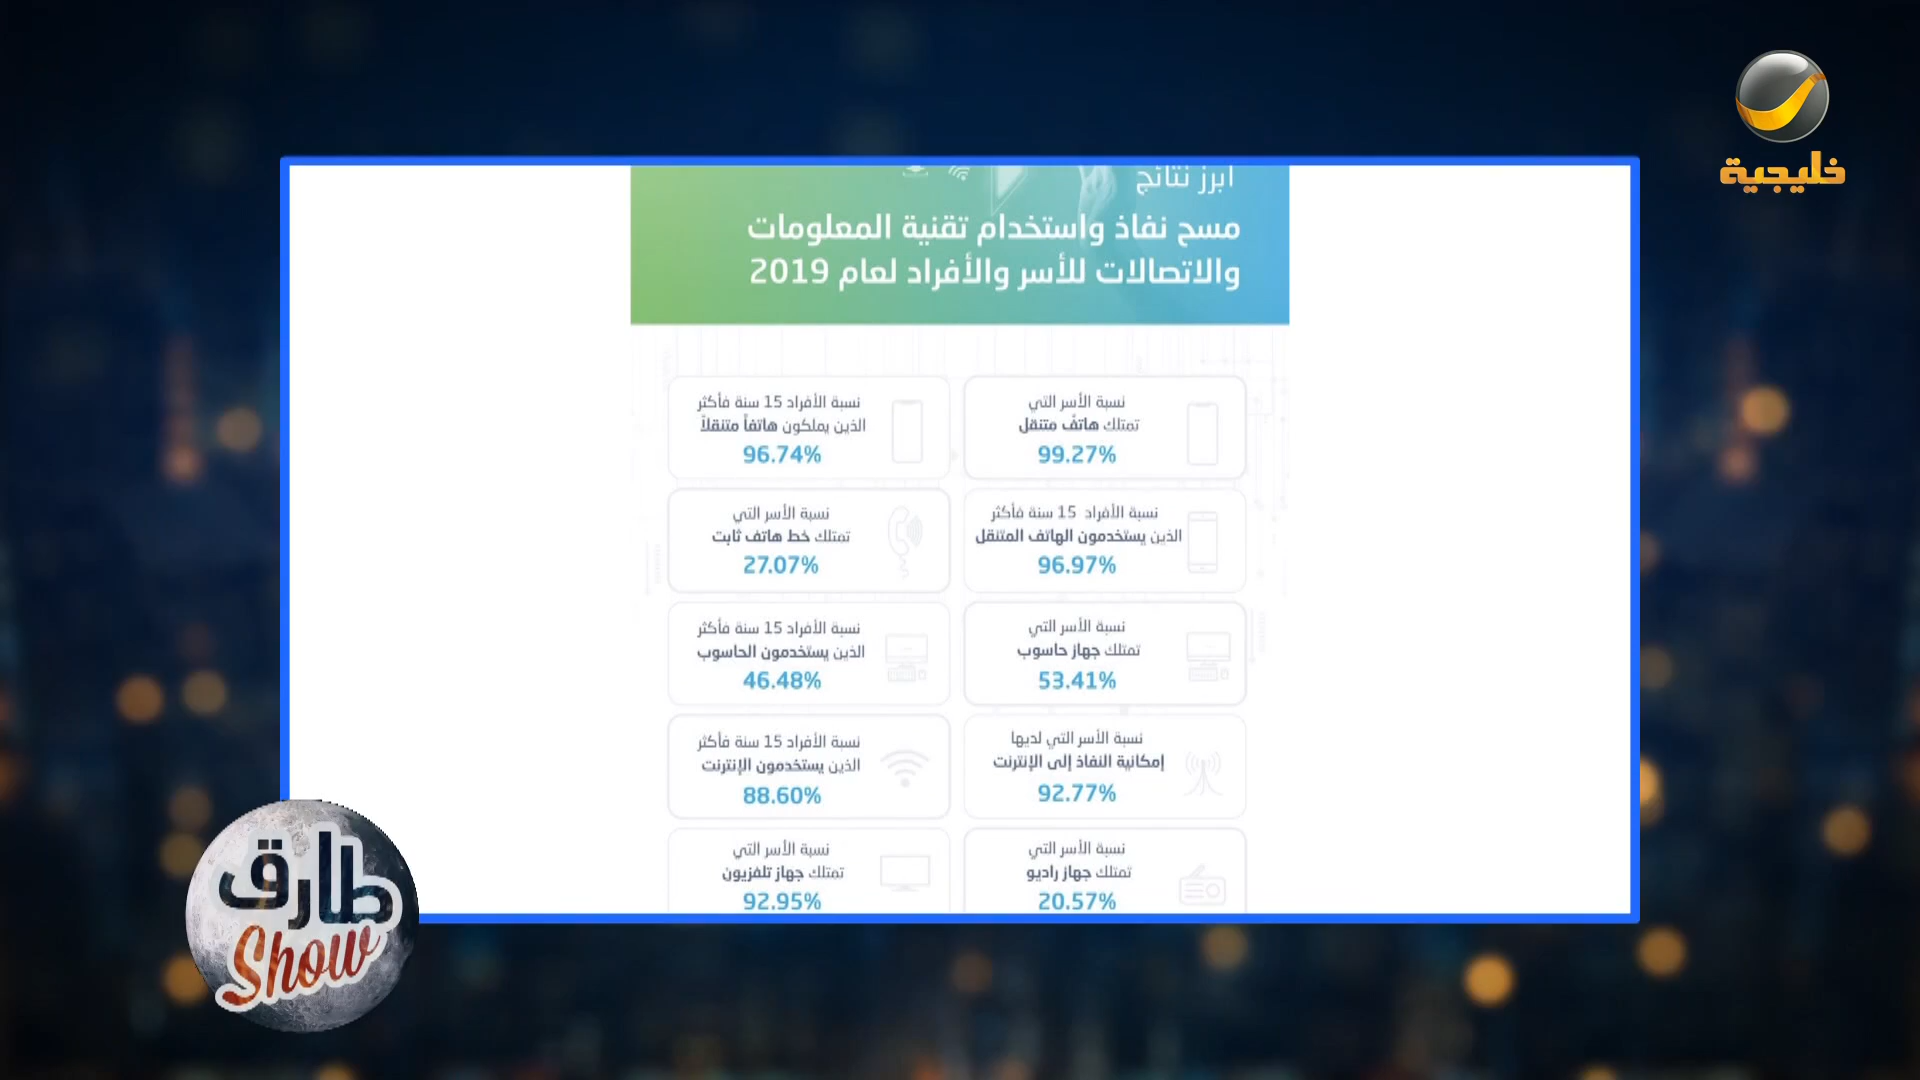 خليجية
أبرز نتائج
مسح نفاذ واستخدام تقنية المعلومات
والاتصالات للأسر والأفراد لعام 2019
نسبة الأسر التي
تمتلك هاتف متنقل
99.27%
نسبة الأفراد 15 سنة فأكثر
الذين يملكون هاتفاً متنقلاً
96.74%
نسبة الأفراد 15 سنة فأكثر
الذين يستخدمون الهاتف المتنقل
96.97%
نسبة الأسر التي
تمتلك خط هاتف ثابت
27.07%
نسبة الأسر التي
تمتلك جهاز حاسوب
53.41%
نسبة الأفراد 15 سنة فأكثر
الذين يستخدمون الحاسوب
46.48%
نسبة الأسر التي لديها
إمكانية النفاذ إلى الإنترنت
92.77%
نسبة الأفراد 15 سنة فأكثر
الذين يستخدمون الإنترنت
88.60%
نسبة الأسر التي
تمتلك جهاز راديو
20.57%
نسبة الأسر التي
تمتلك جهاز تلفزيون
92.95%
طارق
Show